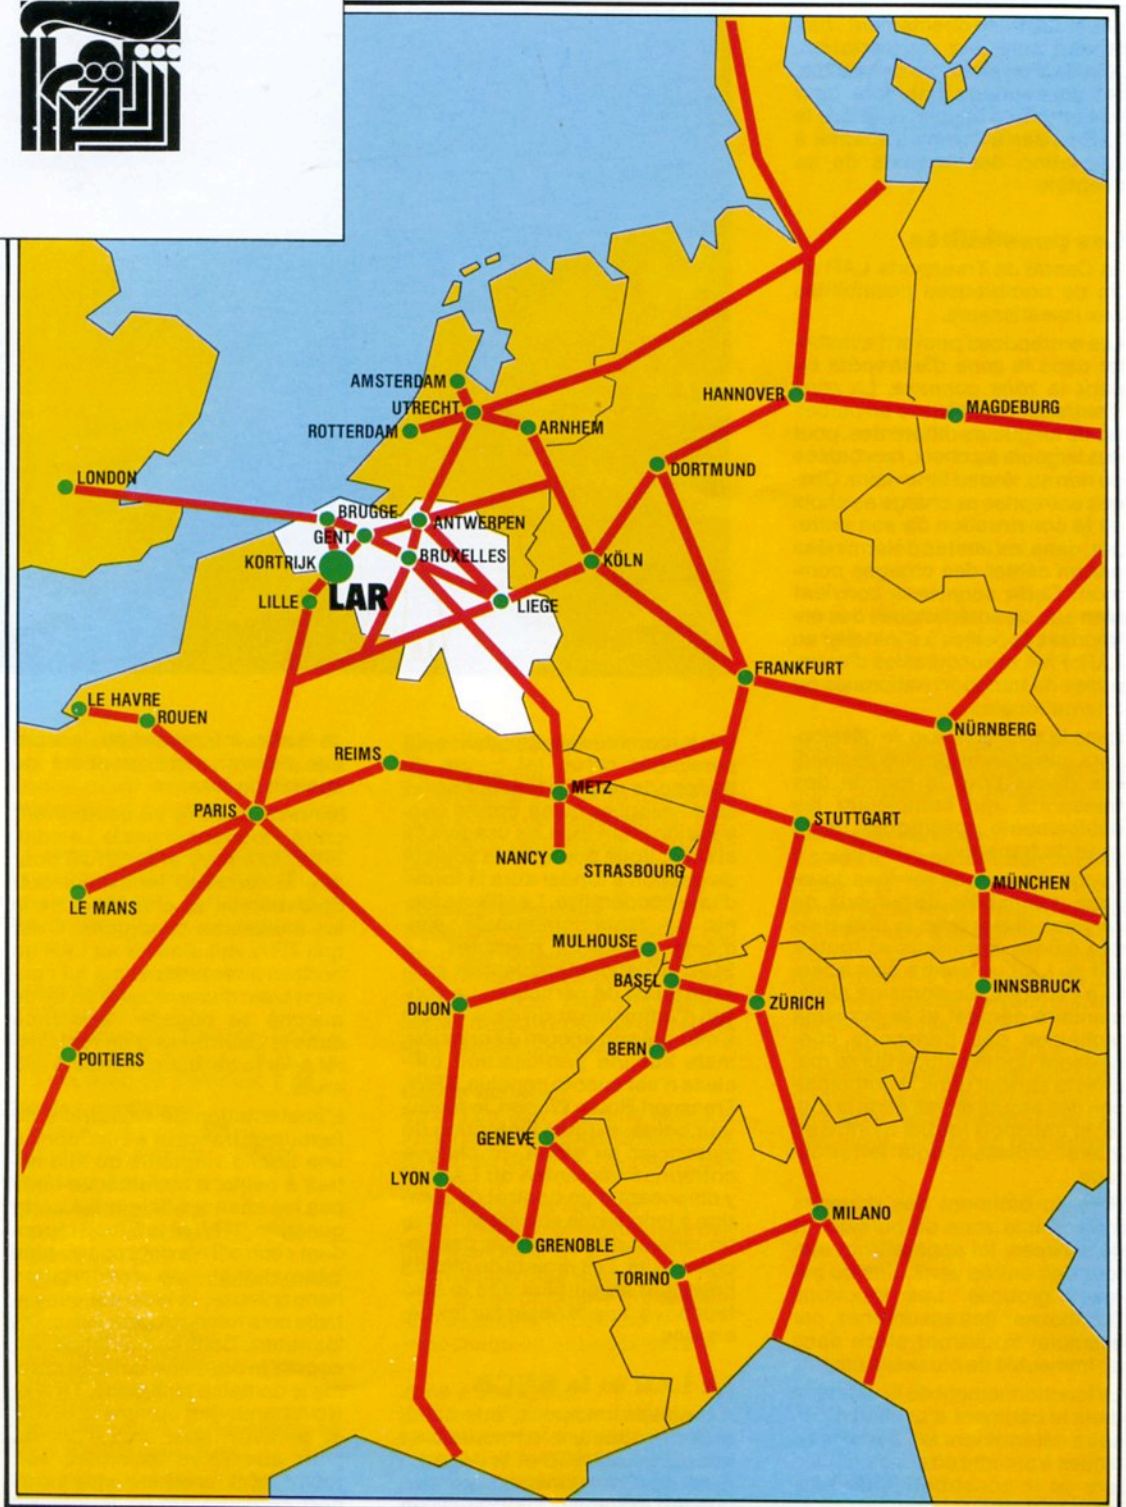 AMSTERDAM
UTRECHT
ROTTERDAM
ARNHEM
HANNOVER
MAGDEBURG
DORTMUND
LONDON
BRUGGE
GENT
ANTWERPEN
KORTRIJK
BRUXELLES
KÖLN
LILLE
LAR
LIEGE
FRANKFURT
LE HAVRE
ROUEN
NÜRNBERG
REIMS
METZ
PARIS
STUTTGART
NANCY
STRASBOURG
MÜNCHEN
LE MANS
MULHOUSE
BASEL
INNSBRUCK
DIJON
ZÜRICH
BERN
POITIERS
GENEVE
LYON
MILANO
GRENOBLE
TORINO